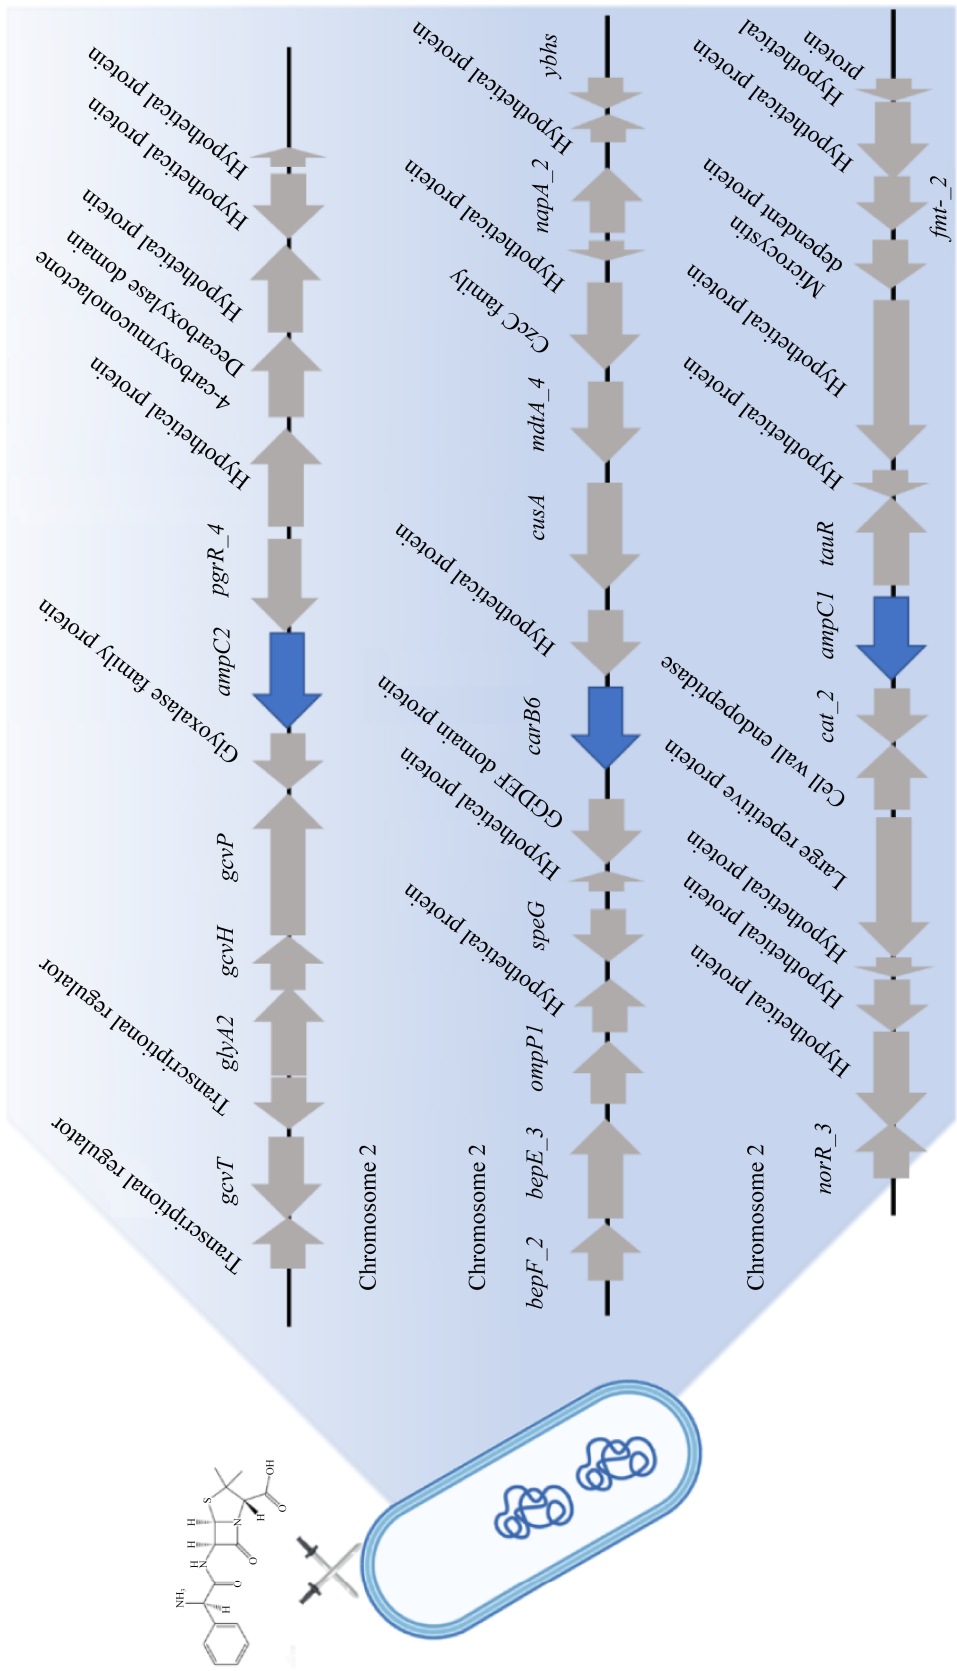 NH₂
H
O
H
N
H
H
S
N
O
H
O
OH
Transcriptional regulator
gcvT
Transcriptional regulator
glyA2
gcvH
gcvP
Glyoxalase family protein
ampC2
pgrR_4
Hypothetical protein
4-carboxymuconolactone
Decarboxylase domain
Hypothetical protein
Hypothetical protein
Hypothetical protein
Chromosome 2
Chromosome 2
bepF_2
bepE_3
ompP1
Hypothetical protein
speG
Hypothetical protein
GGDEF domain protein
carB6
Hypothetical protein
cusA
mdtA_4
CzcC family
Hypothetical protein
napA_2
Hypothetical protein
ybhs
Chromosome 2
norR_3
Hypothetical protein
Hypothetical protein
Hypothetical protein
Large repetitive protein
Cell wall endopeptidase
cat_2
ampC1
tauR
Hypothetical protein
Hypothetical protein
Microcystin
dependent protein
fmt-_2
Hypothetical protein
Hypothetical
protein